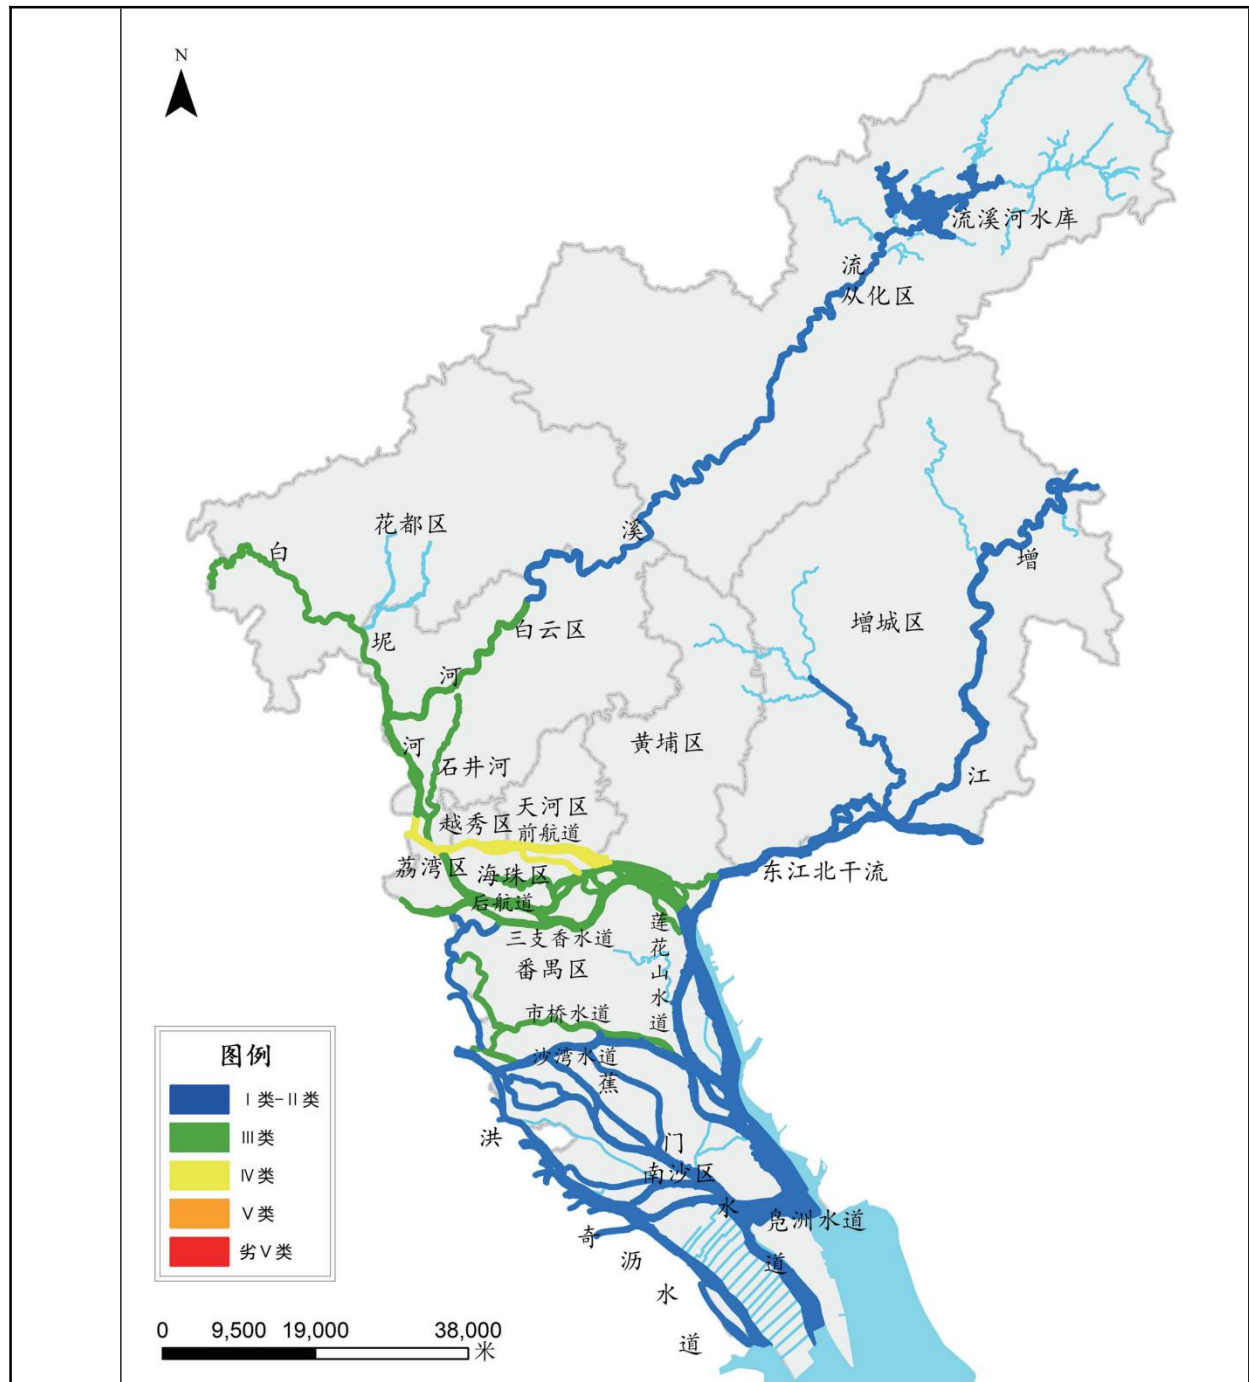 N
流溪河水库
流
从化区
花都区
溪
白
增
白云区
增城区
坭
河
黄埔区
河
石井河
江
天河区
越秀区
前航道
荔湾区
海珠区
东江北干流
后航道
莲花山水道
三支香水道
番禺区
市桥水道
沙湾水道
蕉
洪
门
南沙区
水
凫洲水道
奇
沥
道
水
道
图例
Ⅰ类-Ⅱ类
Ⅲ类
Ⅳ类
Ⅴ类
劣Ⅴ类
0 9,500 19,000 38,000
米